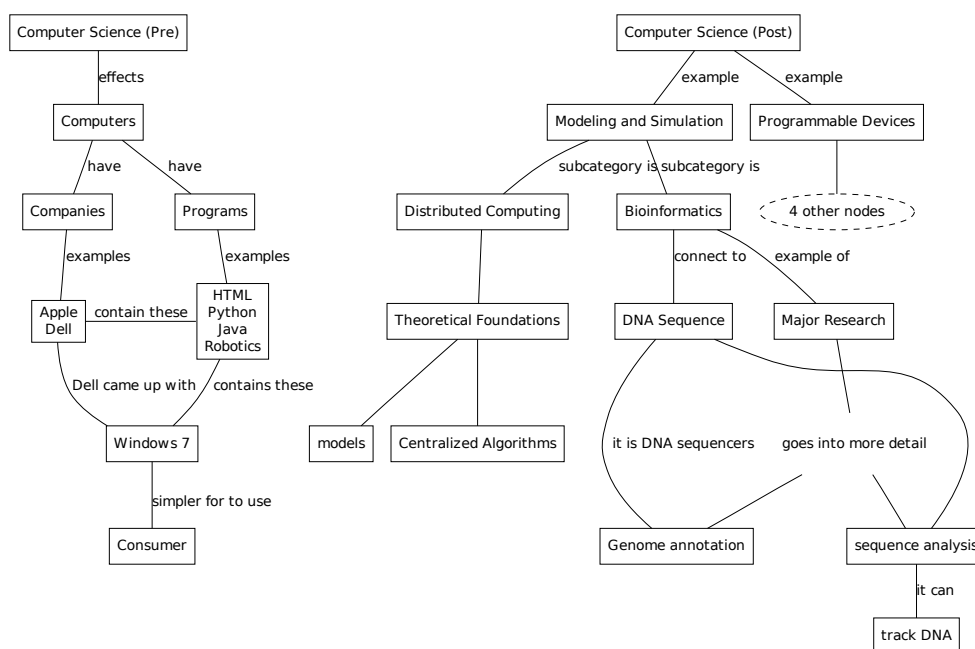 Computer Science (Pre)
effects
Computers
have
have
Companies
Programs
examples
examples
Apple
Dell
contain these
HTML
Python
Java
Robotics
Dell came up with
contains these
Windows 7
simpler for to use
Consumer
Computer Science (Post)
example
example
Modeling and Simulation
Programmable Devices
subcategory is
subcategory is
Distributed Computing
Bioinformatics
4 other nodes
connect to
example of
Theoretical Foundations
DNA Sequence
Major Research
models
Centralized Algorithms
it is DNA sequencers
goes into more detail
Genome annotation
sequence analysis
it can
track DNA